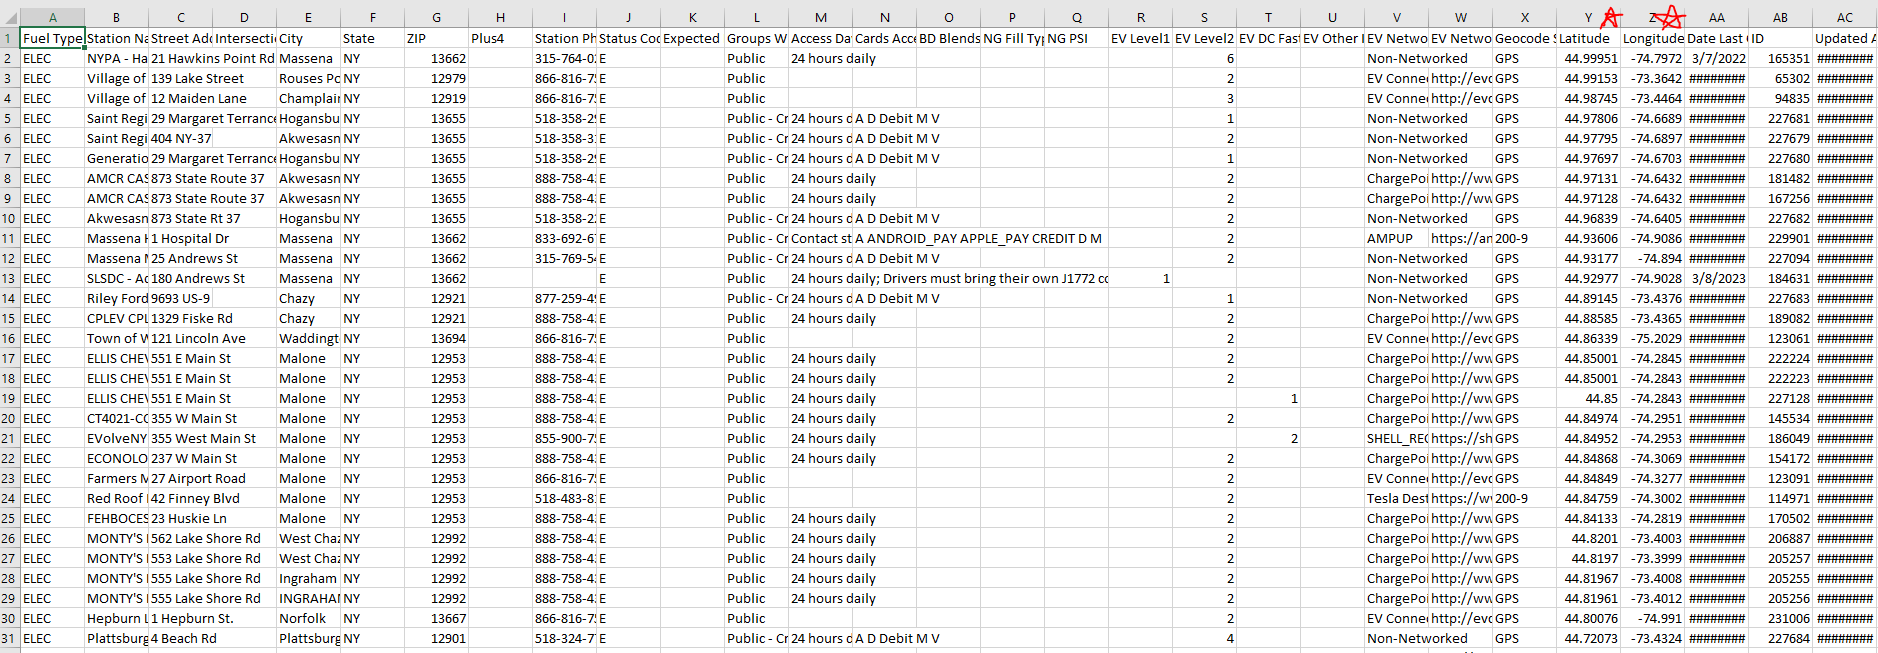 A B C D E F G H I J K L M N O P Q R S T U V W X Y Z AA AB AC
1 Fuel Type Station Na Street Add Intersecti City State ZIP Plus4 Station Ph Status Coc Expected Groups W Access Da Cards Acce BD Blends NG Fill Typ NG PSI EV Level1 EV Level2 EV DC Fast EV Other I EV Netwo EV Netwo Geocode S Latitude Longitude Date Last ID Updated A
2 ELEC NYPA - Ha 21 Hawkins Point Rd Massena NY 13662 315-764-0 E Public 24 hours daily 6 Non-Networked GPS 44.99951 -74.7972 3/7/2022 165351 ########
3 ELEC Village of 139 Lake Street Rouses Po NY 12979 866-816-7 E Public 2 EV Conne http://evc GPS 44.99153 -73.3642 ######## 65302 ########
4 ELEC Village of 12 Maiden Lane Champlai NY 12919 866-816-7 E Public 3 EV Conne http://evc GPS 44.98745 -73.4464 ######## 94835 ########
5 ELEC Saint Regi 29 Margaret Terrance Hogansbu NY 13655 518-358-2 E Public - Cr 24 hours d A D Debit M V 1 Non-Networked GPS 44.97806 -74.6689 ######## 227681 ########
6 ELEC Saint Regi 404 NY-37 Akwesasn NY 13655 518-358-3 E Public - Cr 24 hours d A D Debit M V 2 Non-Networked GPS 44.97795 -74.6897 ######## 227679 ########
7 ELEC Generatio 29 Margaret Terrance Hogansbu NY 13655 518-358-2 E Public - Cr 24 hours d A D Debit M V 1 Non-Networked GPS 44.97697 -74.6703 ######## 227680 ########
8 ELEC AMCR CAS 873 State Route 37 Akwesasn NY 13655 888-758-4 E Public 24 hours daily 2 ChargePoi http://ww GPS 44.97131 -74.6432 ######## 181482 ########
9 ELEC AMCR CAS 873 State Route 37 Akwesasn NY 13655 888-758-4 E Public 24 hours daily 2 ChargePoi http://ww GPS 44.97128 -74.6432 ######## 167256 ########
10 ELEC Akwesasn 873 State Rt 37 Hogansbu NY 13655 518-358-2 E Public - Cr 24 hours d A D Debit M V 2 Non-Networked GPS 44.96839 -74.6405 ######## 227682 ########
11 ELEC Massena H 1 Hospital Dr Massena NY 13662 833-692-6 E Public - Cr Contact st A ANDROID_PAY APPLE_PAY CREDIT D M 2 AMPUP https://an 200-9 44.93606 -74.9086 ######## 229901 ########
12 ELEC Massena M 25 Andrews St Massena NY 13662 315-769-5 E Public - Cr 24 hours d A D Debit M V 2 Non-Networked GPS 44.93177 -74.894 ######## 227094 ########
13 ELEC SLSDC - Ac 180 Andrews St Massena NY 13662 E Public 24 hours daily; Drivers must bring their own J1772 co 1 Non-Networked GPS 44.92977 -74.9028 3/8/2023 184631 ########
14 ELEC Riley Ford 9693 US-9 Chazy NY 12921 877-259-4 E Public - Cr 24 hours d A D Debit M V 1 Non-Networked GPS 44.89145 -73.4376 ######## 227683 ########
15 ELEC CPLEV CPL 1329 Fiske Rd Chazy NY 12921 888-758-4 E Public 24 hours daily 2 ChargePoi http://ww GPS 44.88585 -73.4365 ######## 189082 ########
16 ELEC Town of W 121 Lincoln Ave Waddingt NY 13694 866-816-7 E Public 2 EV Conne http://evc GPS 44.86339 -75.2029 ######## 123061 ########
17 ELEC ELLIS CHEV 551 E Main St Malone NY 12953 888-758-4 E Public 24 hours daily 2 ChargePoi http://ww GPS 44.85001 -74.2845 ######## 222224 ########
18 ELEC ELLIS CHEV 551 E Main St Malone NY 12953 888-758-4 E Public 24 hours daily 2 ChargePoi http://ww GPS 44.85001 -74.2843 ######## 222223 ########
19 ELEC ELLIS CHEV 551 E Main St Malone NY 12953 888-758-4 E Public 24 hours daily 1 ChargePoi http://ww GPS 44.85 -74.2843 ######## 227128 ########
20 ELEC CT4021-CC 355 W Main St Malone NY 12953 888-758-4 E Public 24 hours daily 2 ChargePoi http://ww GPS 44.84974 -74.2951 ######## 145534 ########
21 ELEC EVolveNY 355 West Main St Malone NY 12953 855-900-7 E Public 24 hours daily 2 SHELL_REC https://sh GPS 44.84952 -74.2953 ######## 186049 ########
22 ELEC ECONOLO 237 W Main St Malone NY 12953 888-758-4 E Public 24 hours daily 2 ChargePoi http://ww GPS 44.84868 -74.3069 ######## 154172 ########
23 ELEC Farmers M 27 Airport Road Malone NY 12953 866-816-7 E Public 2 EV Conne http://evc GPS 44.84849 -74.3277 ######## 123091 ########
24 ELEC Red Roof 42 Finney Blvd Malone NY 12953 518-483-8 E Public 2 Tesla Dest https://w 200-9 44.84759 -74.3002 ######## 114971 ########
25 ELEC FEHBOCES 23 Huskie Ln Malone NY 12953 888-758-4 E Public 24 hours daily 2 ChargePoi http://ww GPS 44.84133 -74.2819 ######## 170502 ########
26 ELEC MONTY'S 562 Lake Shore Rd West Chaz NY 12992 888-758-4 E Public 24 hours daily 2 ChargePoi http://ww GPS 44.8201 -73.4003 ######## 206887 ########
27 ELEC MONTY'S 553 Lake Shore Rd West Chaz NY 12992 888-758-4 E Public 24 hours daily 2 ChargePoi http://ww GPS 44.8197 -73.3999 ######## 205257 ########
28 ELEC MONTY'S 555 Lake Shore Rd Ingraham NY 12992 888-758-4 E Public 24 hours daily 2 ChargePoi http://ww GPS 44.81967 -73.4008 ######## 205255 ########
29 ELEC MONTY'S 555 Lake Shore Rd INGRAHA NY 12992 888-758-4 E Public 24 hours daily 2 ChargePoi http://ww GPS 44.81961 -73.4012 ######## 205256 ########
30 ELEC Hepburn L 1 Hepburn St. Norfolk NY 13667 866-816-7 E Public 2 EV Conne http://evc GPS 44.80076 -74.991 ######## 231006 ########
31 ELEC Plattsburg 4 Beach Rd Plattsburg NY 12901 518-324-7 E Public - Cr 24 hours d A D Debit M V 4 Non-Networked GPS 44.72073 -73.4324 ######## 227684 ########